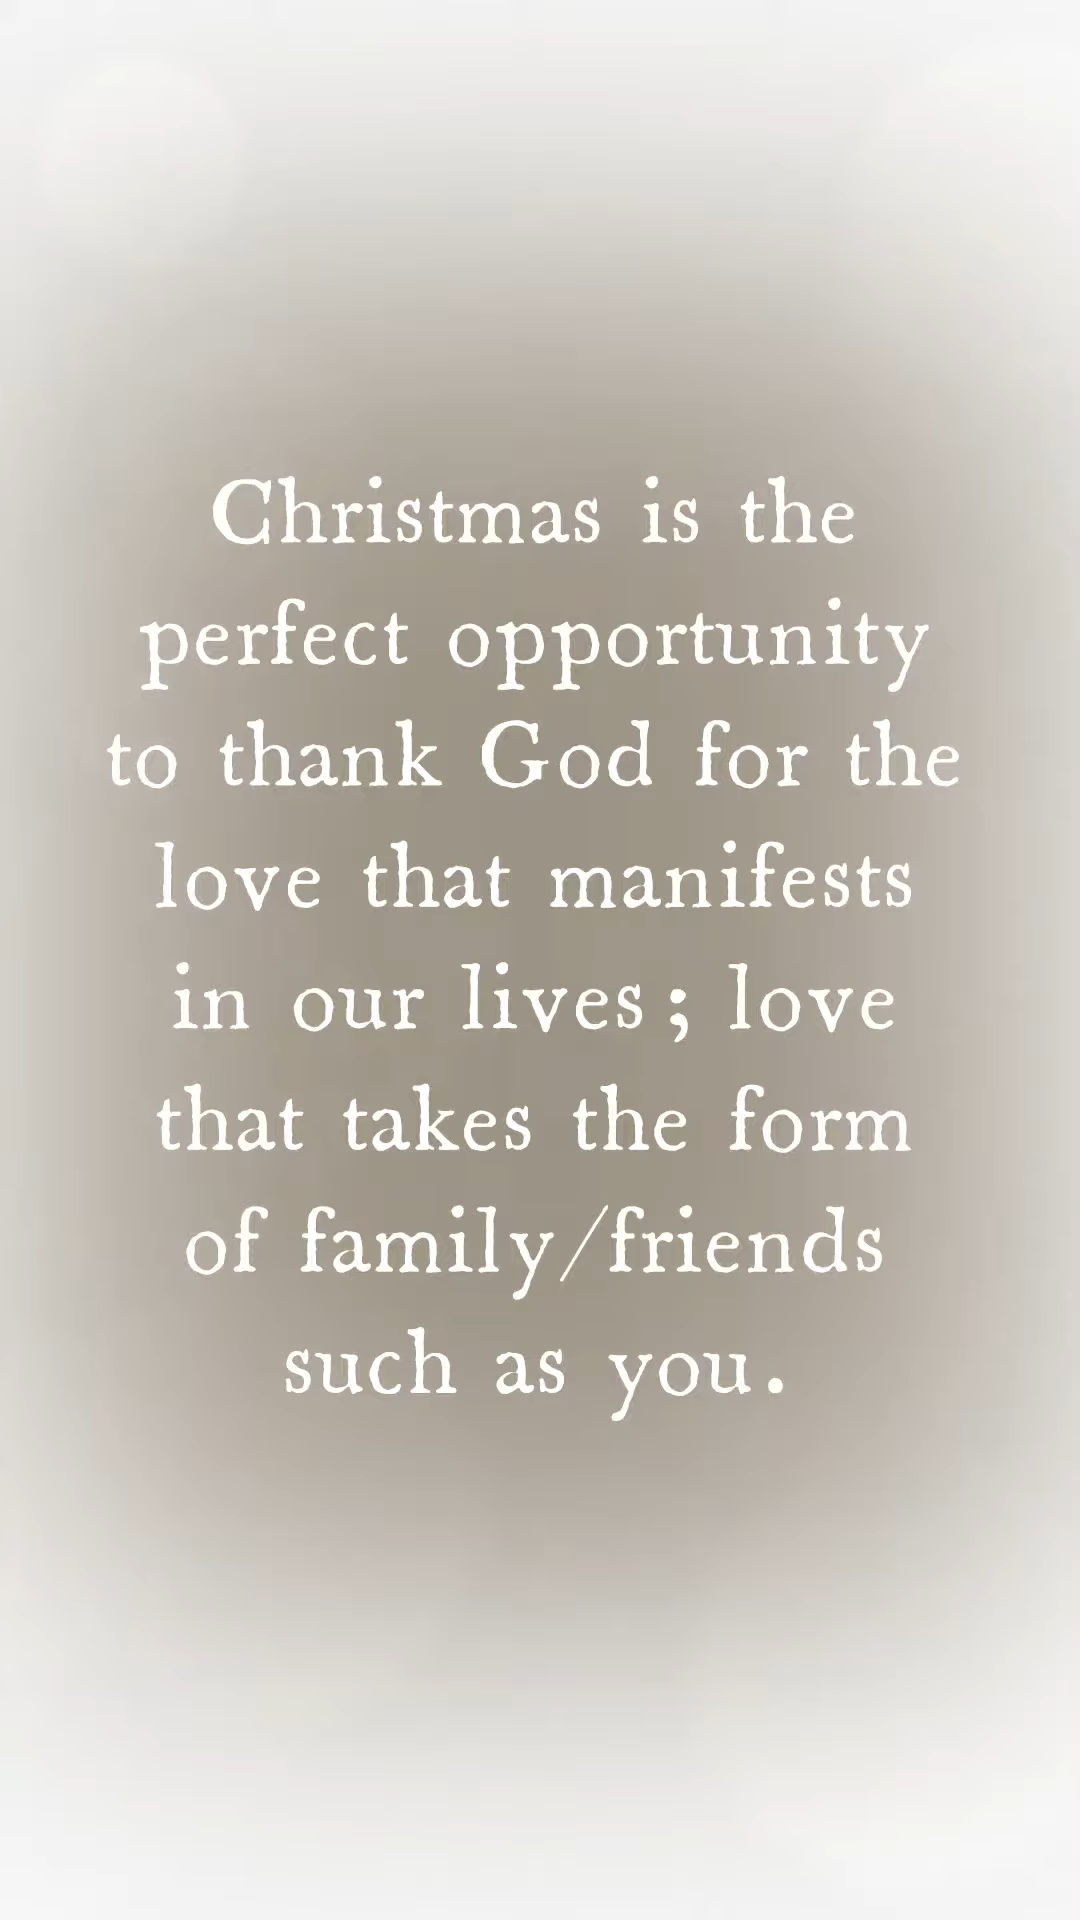 Christmas is the
perfect opportunity
to thank God for the
love that manifests
in our lives; love
that takes the form
of family/friends
such as you.